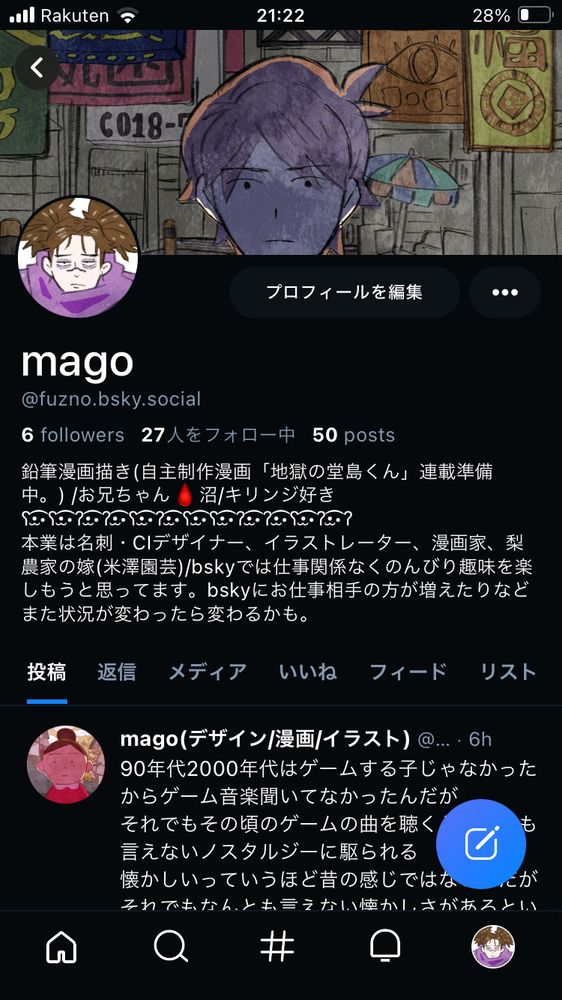 Rakuten
21:22
28%
C018-
福
プロフィールを編集
mago
@fuzno.bsky.social
6 followers 27人をフォロー中 50 posts
鉛筆漫画描き(自主制作漫画「地獄の堂島くん」連載準備
中。) /お兄ちゃん🩸沼/キリンジ好き
本業は名刺・CIデザイナー、イラストレーター、漫画家、梨
農家の嫁(米澤園芸)/bskyでは仕事関係なくのんびり趣味を楽
しもうと思ってます。bskyにお仕事相手の方が増えたりなど
また状況が変わったら変わるかも。
投稿 返信 メディア いいね フィード リスト
mago(デザイン/漫画/イラスト) @... · 6h
90年代2000年代はゲームする子じゃなかった
からゲーム音楽聞いてなかったんだが
それでもその頃のゲームの曲を聴く も
言えないノスタルジーに駆られる
懐かしいっていうほど昔の感じではな だが
それでもなんとも言えない懐かしさがあるとい